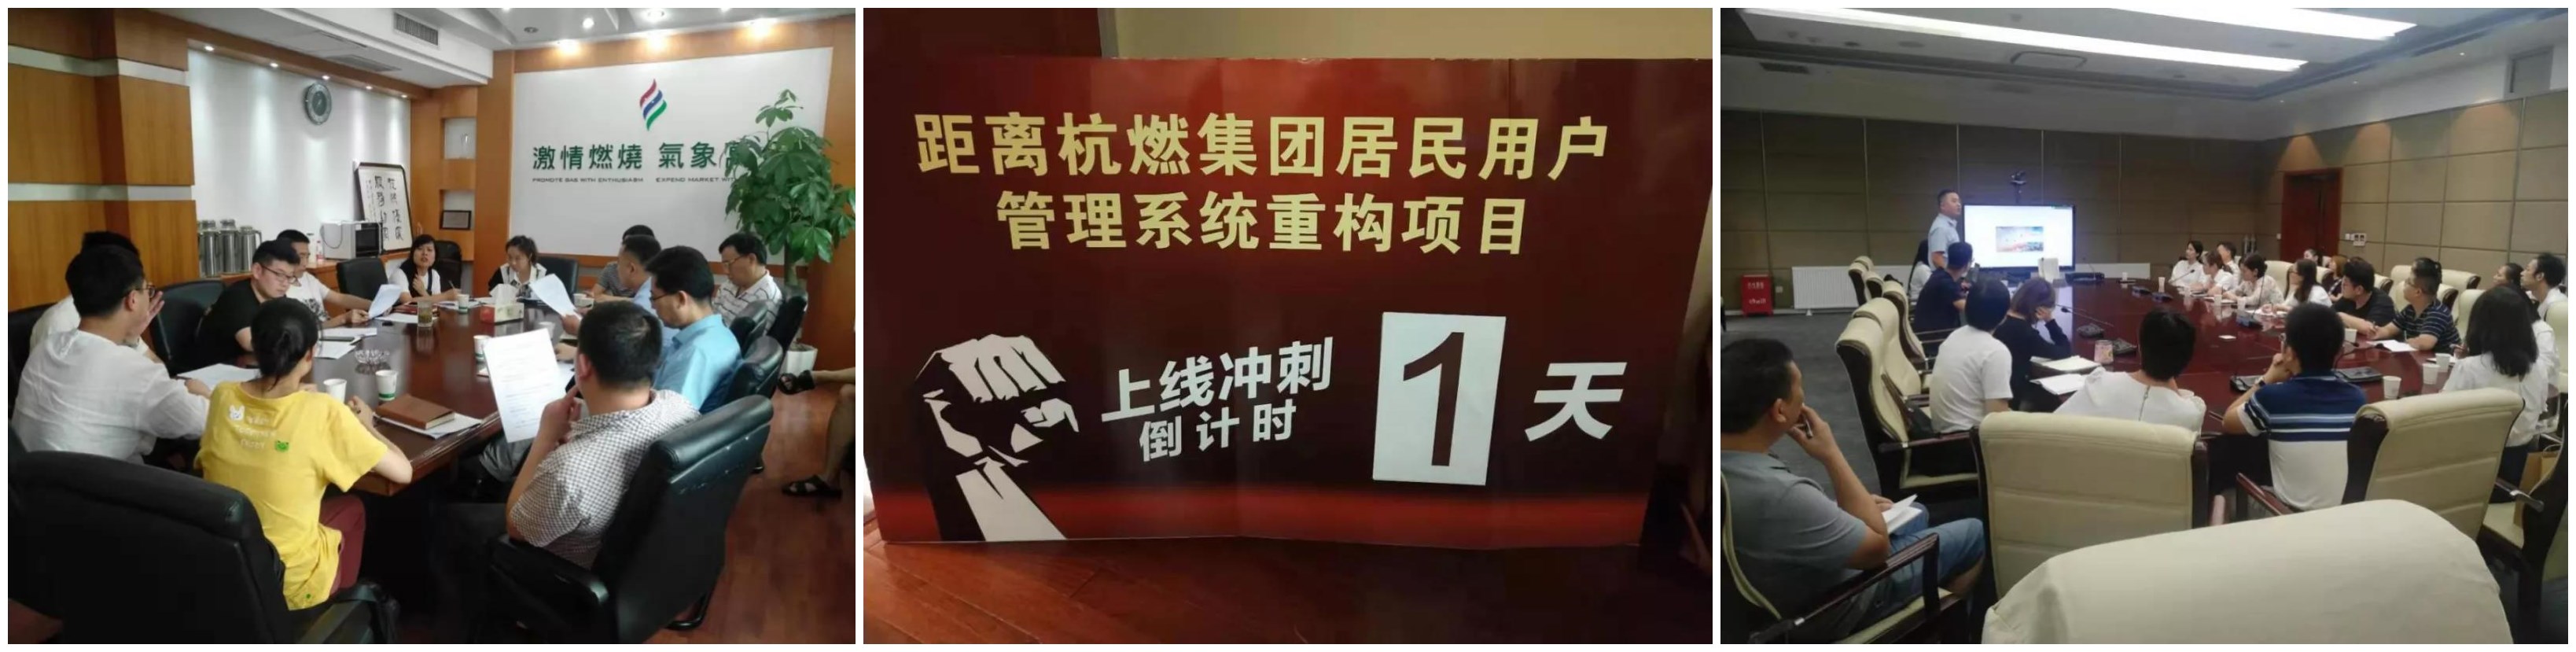 激情燃燒 氣象高
PROMOTE GAS WITH ENTHUSIASM EXPEND MARKET WIT
距离杭燃集团居民用户
管理系统重构项目
上线冲刺
倒计时
1天